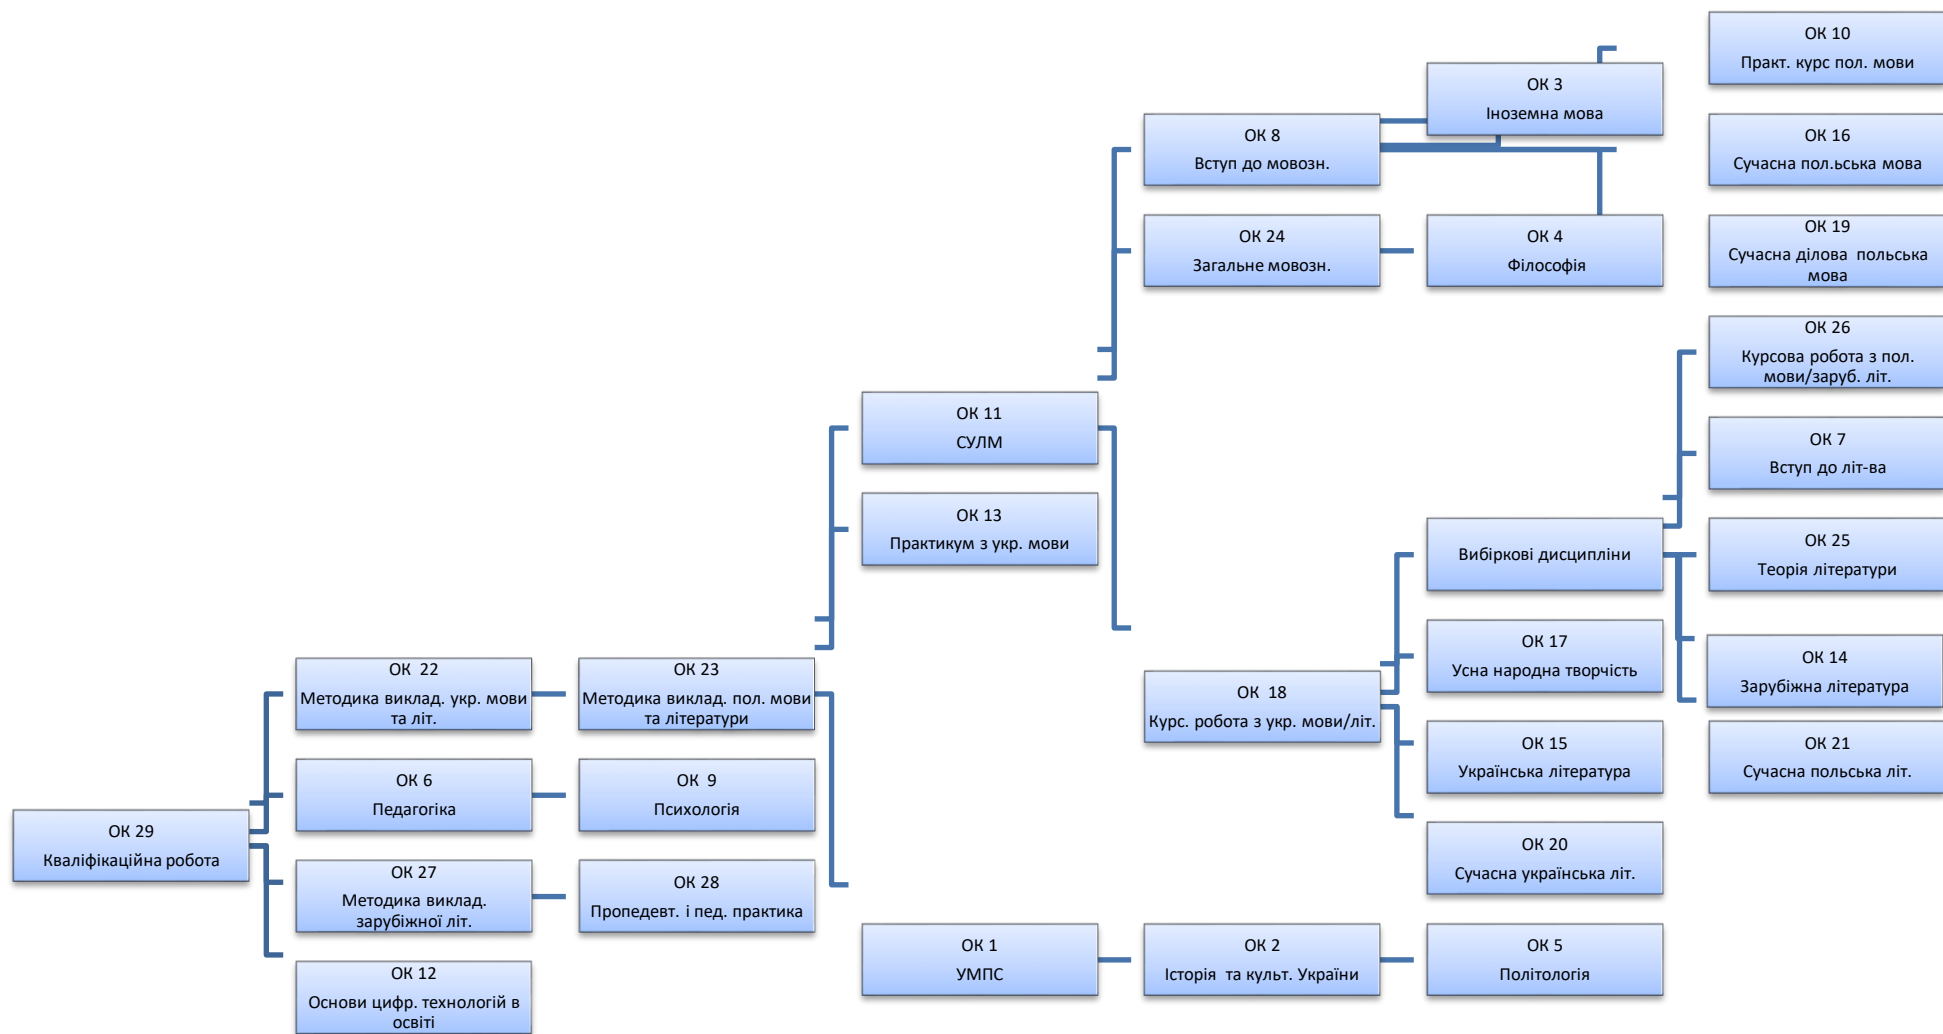 ОК 29
Кваліфікаційна робота
ОК 22
Методика виклад. укр. мови
та літ.
ОК 6
Педагогіка
ОК 27
Методика виклад.
зарубіжної літ.
ОК 12
Основи цифр. технологій в
освіті
ОК 23
Методика виклад. пол. мови
та літератури
ОК 9
Психологія
ОК 28
Пропедевт. і пед. практика
ОК 11
СУЛМ
ОК 13
Практикум з укр. мови
ОК 1
УМПС
ОК 8
Вступ до мовозн.
ОК 24
Загальне мовозн.
ОК 18
Курс. робота з укр. мови/літ.
ОК 2
Історія та культ. України
ОК 3
Іноземна мова
ОК 4
Філософія
Вибіркові дисципліни
ОК 17
Усна народна творчість
ОК 15
Українська література
ОК 20
Сучасна українська літ.
ОК 5
Політологія
ОК 10
Практ. курс пол. мови
ОК 16
Сучасна пол.ьська мова
ОК 19
Сучасна ділова польська
мова
ОК 26
Курсова робота з пол.
мови/заруб. літ.
ОК 7
Вступ до літ-ва
ОК 25
Теорія літератури
ОК 14
Зарубіжна література
ОК 21
Сучасна польська літ.